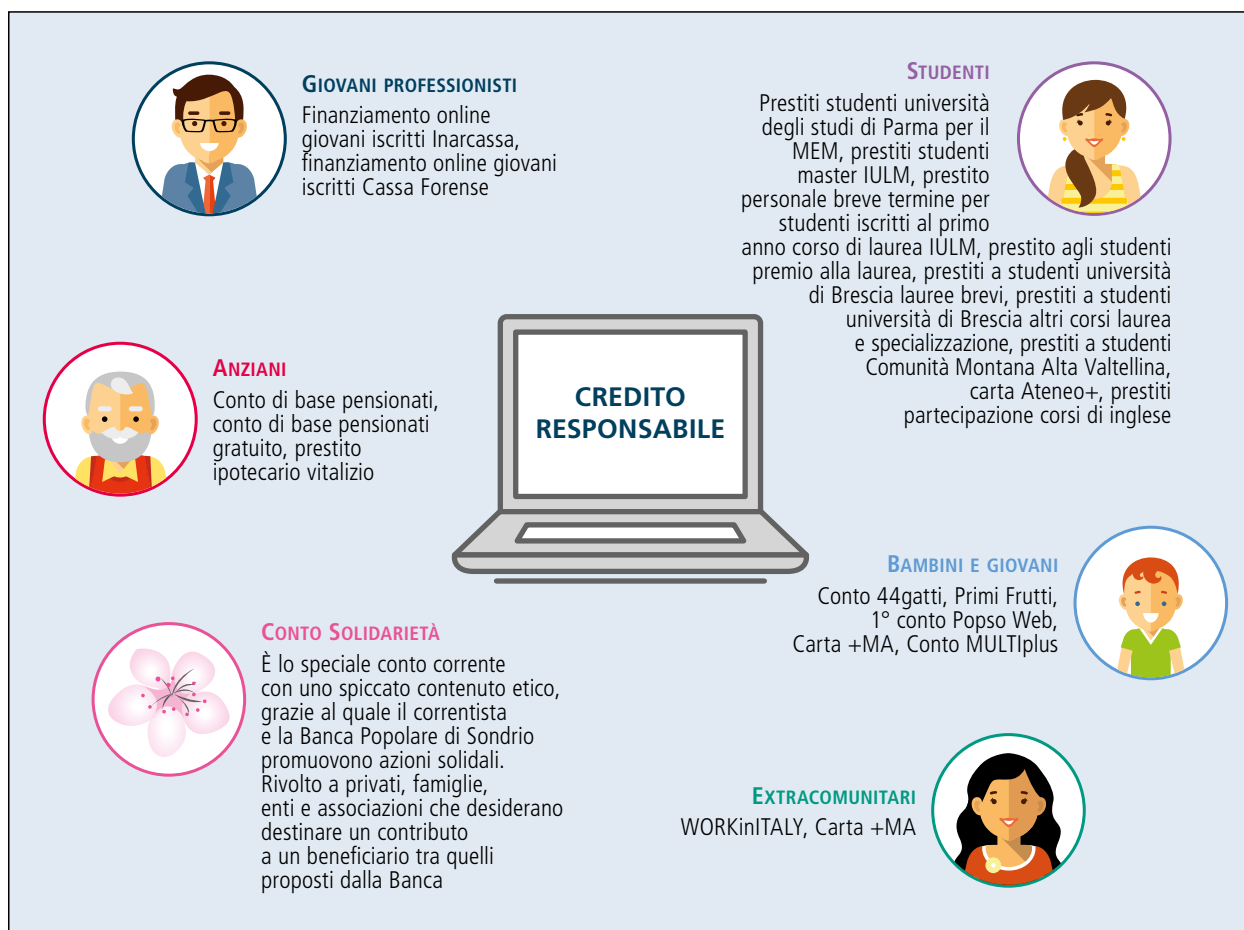 GIOVANI PROFESSIONISTI
Finanziamento online
giovani iscritti Inarcassa,
finanziamento online giovani
iscritti Cassa Forense
STUDENTI
Prestiti studenti università
degli studi di Parma per il
MEM, prestiti studenti
master IULM, prestito
personale breve termine per
studenti iscritti al primo
anno corso di laurea IULM, prestito agli studenti
premio alla laurea, prestiti a studenti università
di Brescia lauree brevi, prestiti a studenti
università di Brescia altri corsi laurea
e specializzazione, prestiti a studenti
Comunità Montana Alta Valtellina,
carta Ateneo+, prestiti
partecipazione corsi di inglese
ANZIANI
Conto di base pensionati,
conto di base pensionati
gratuito, prestito
ipotecario vitalizio
CREDITO
RESPONSABILE
BAMBINI E GIOVANI
Conto 44gatti, Primi Frutti,
1° conto Popso Web,
Carta +MA, Conto MULTIplus
CONTO SOLIDARIETÀ
È lo speciale conto corrente
con uno spiccato contenuto etico,
grazie al quale il correntista
e la Banca Popolare di Sondrio
promuovono azioni solidali.
Rivolto a privati, famiglie,
enti e associazioni che desiderano
destinare un contributo
a un beneficiario tra quelli
proposti dalla Banca
EXTRACOMUNITARI
WORKinITALY, Carta +MA